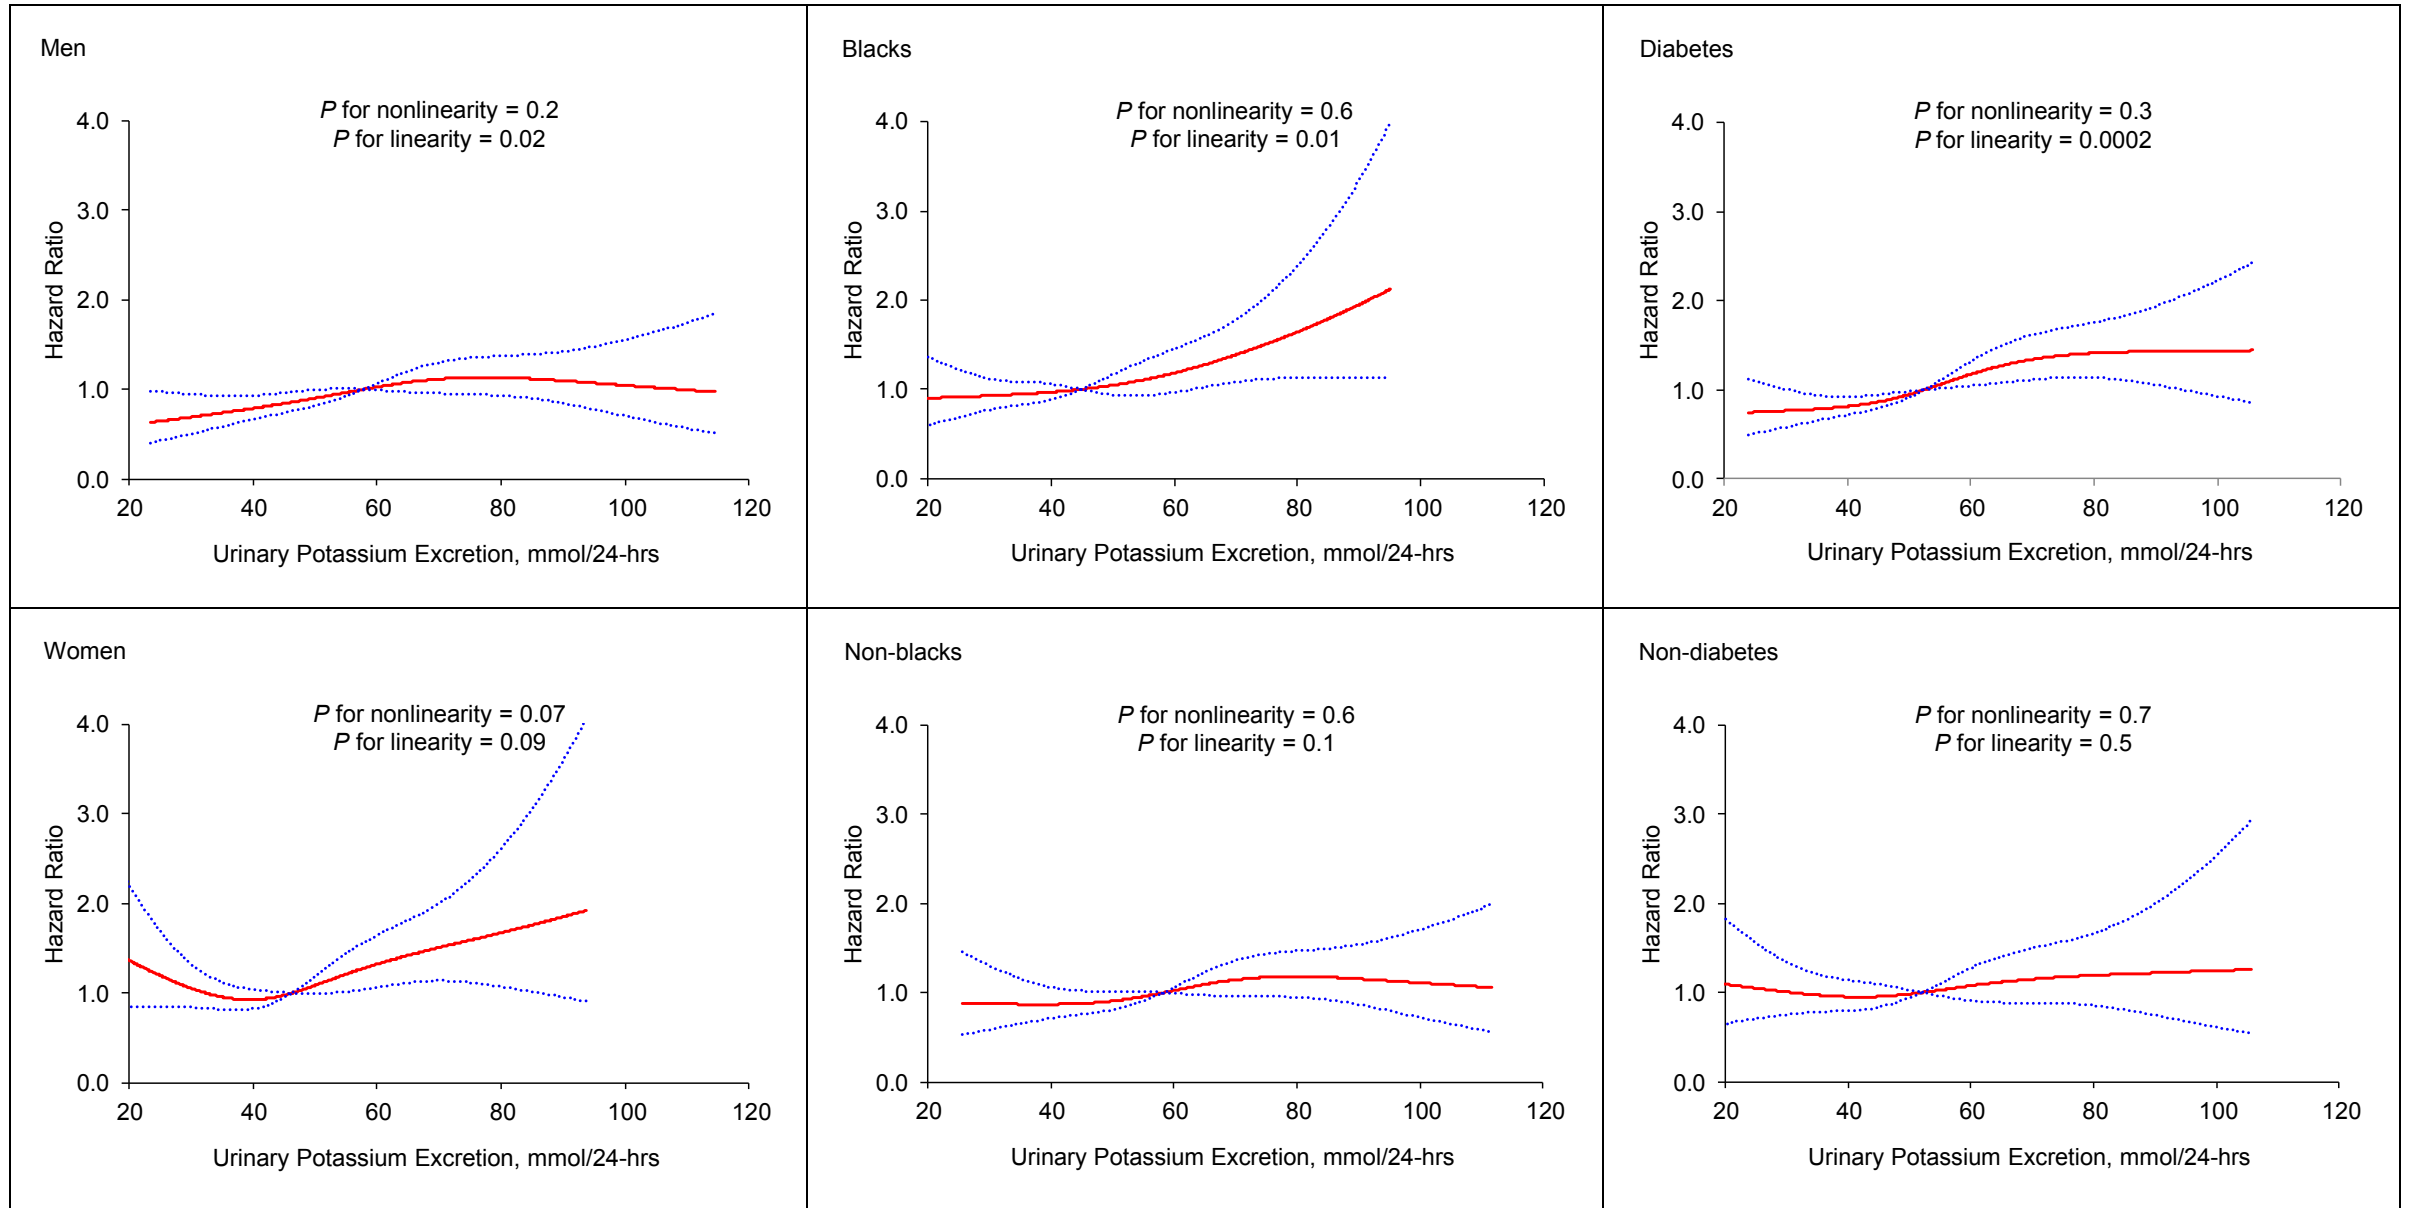 Men
P for nonlinearity = 0.2
P for linearity = 0.02
4.0
3.0
2.0
1.0
0.0
Hazard Ratio
20 40 60 80 100 120
Urinary Potassium Excretion, mmol/24-hrs
Blacks
P for nonlinearity = 0.6
P for linearity = 0.01
4.0
3.0
2.0
1.0
0.0
Hazard Ratio
20 40 60 80 100 120
Urinary Potassium Excretion, mmol/24-hrs
Diabetes
P for nonlinearity = 0.3
P for linearity = 0.0002
4.0
3.0
2.0
1.0
0.0
Hazard Ratio
20 40 60 80 100 120
Urinary Potassium Excretion, mmol/24-hrs
Women
P for nonlinearity = 0.07
P for linearity = 0.09
4.0
3.0
2.0
1.0
0.0
Hazard Ratio
20 40 60 80 100 120
Urinary Potassium Excretion, mmol/24-hrs
Non-blacks
P for nonlinearity = 0.6
P for linearity = 0.1
4.0
3.0
2.0
1.0
0.0
Hazard Ratio
20 40 60 80 100 120
Urinary Potassium Excretion, mmol/24-hrs
Non-diabetes
P for nonlinearity = 0.7
P for linearity = 0.5
4.0
3.0
2.0
1.0
0.0
Hazard Ratio
20 40 60 80 100 120
Urinary Potassium Excretion, mmol/24-hrs